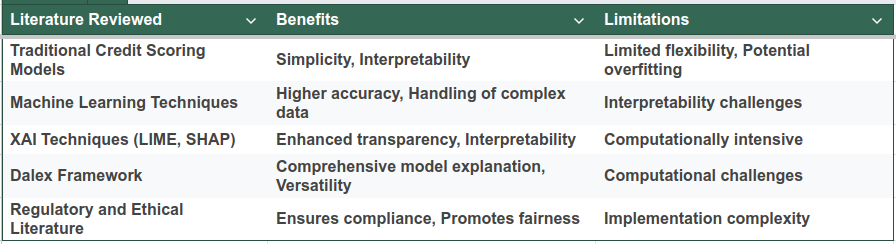 Literature Reviewed Benefits Limitations
Traditional Credit Scoring Models Simplicity, Interpretability Limited flexibility, Potential overfitting
Machine Learning Techniques Higher accuracy, Handling of complex data Interpretability challenges
XAI Techniques (LIME, SHAP) Enhanced transparency, Interpretability Computationally intensive
Dalex Framework Comprehensive model explanation, Versatility Computational challenges
Regulatory and Ethical Literature Ensures compliance, Promotes fairness Implementation complexity